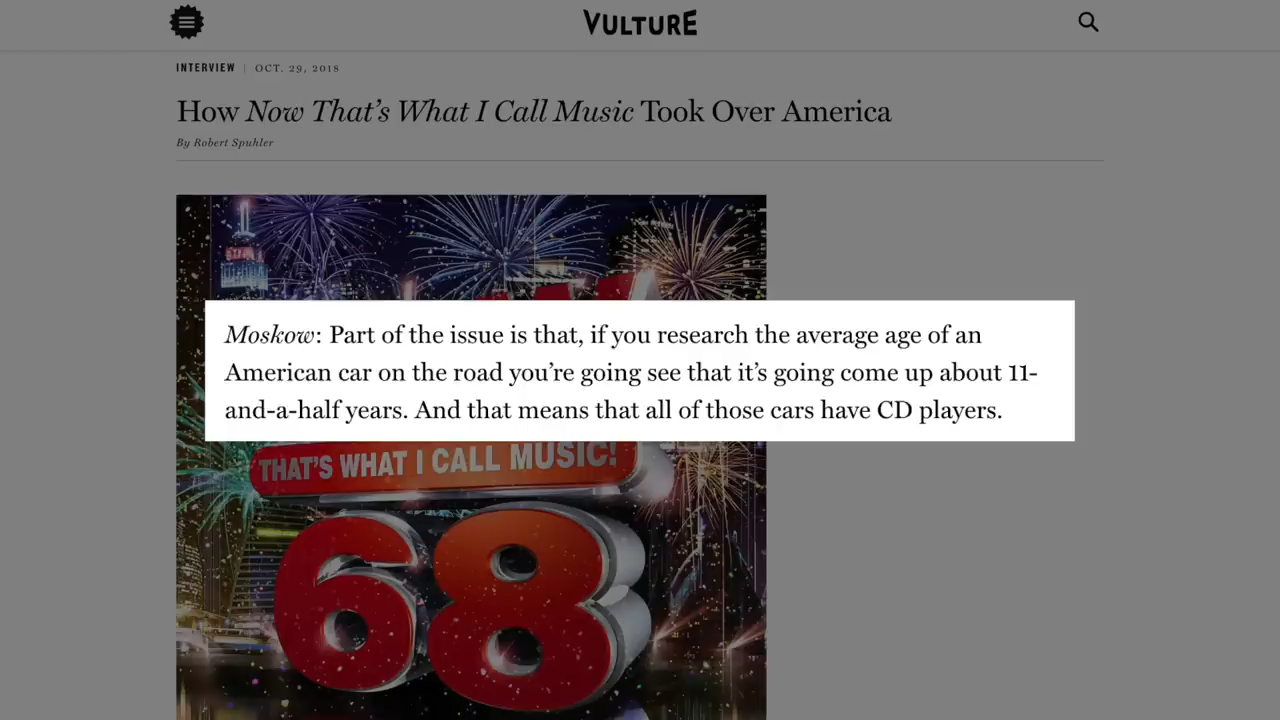 VULTURE
INTERVIEW | OCT. 29, 2018
How Now That's What I Call Music Took Over America
By Robert Spuhler
Moskow: Part of the issue is that, if you research the average age of an
American car on the road you're going see that it's going come up about 11-
and-a-half years. And that means that all of those cars have CD players.
THAT'S WHAT I CALL MUSIC!
68